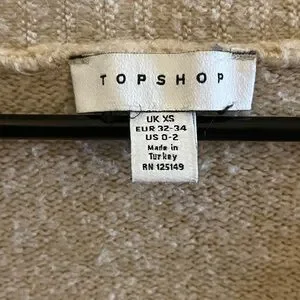 TOPSHOP
UK XS
EUR 32-34
US 0-2
Made in
Turkey
RN 125149